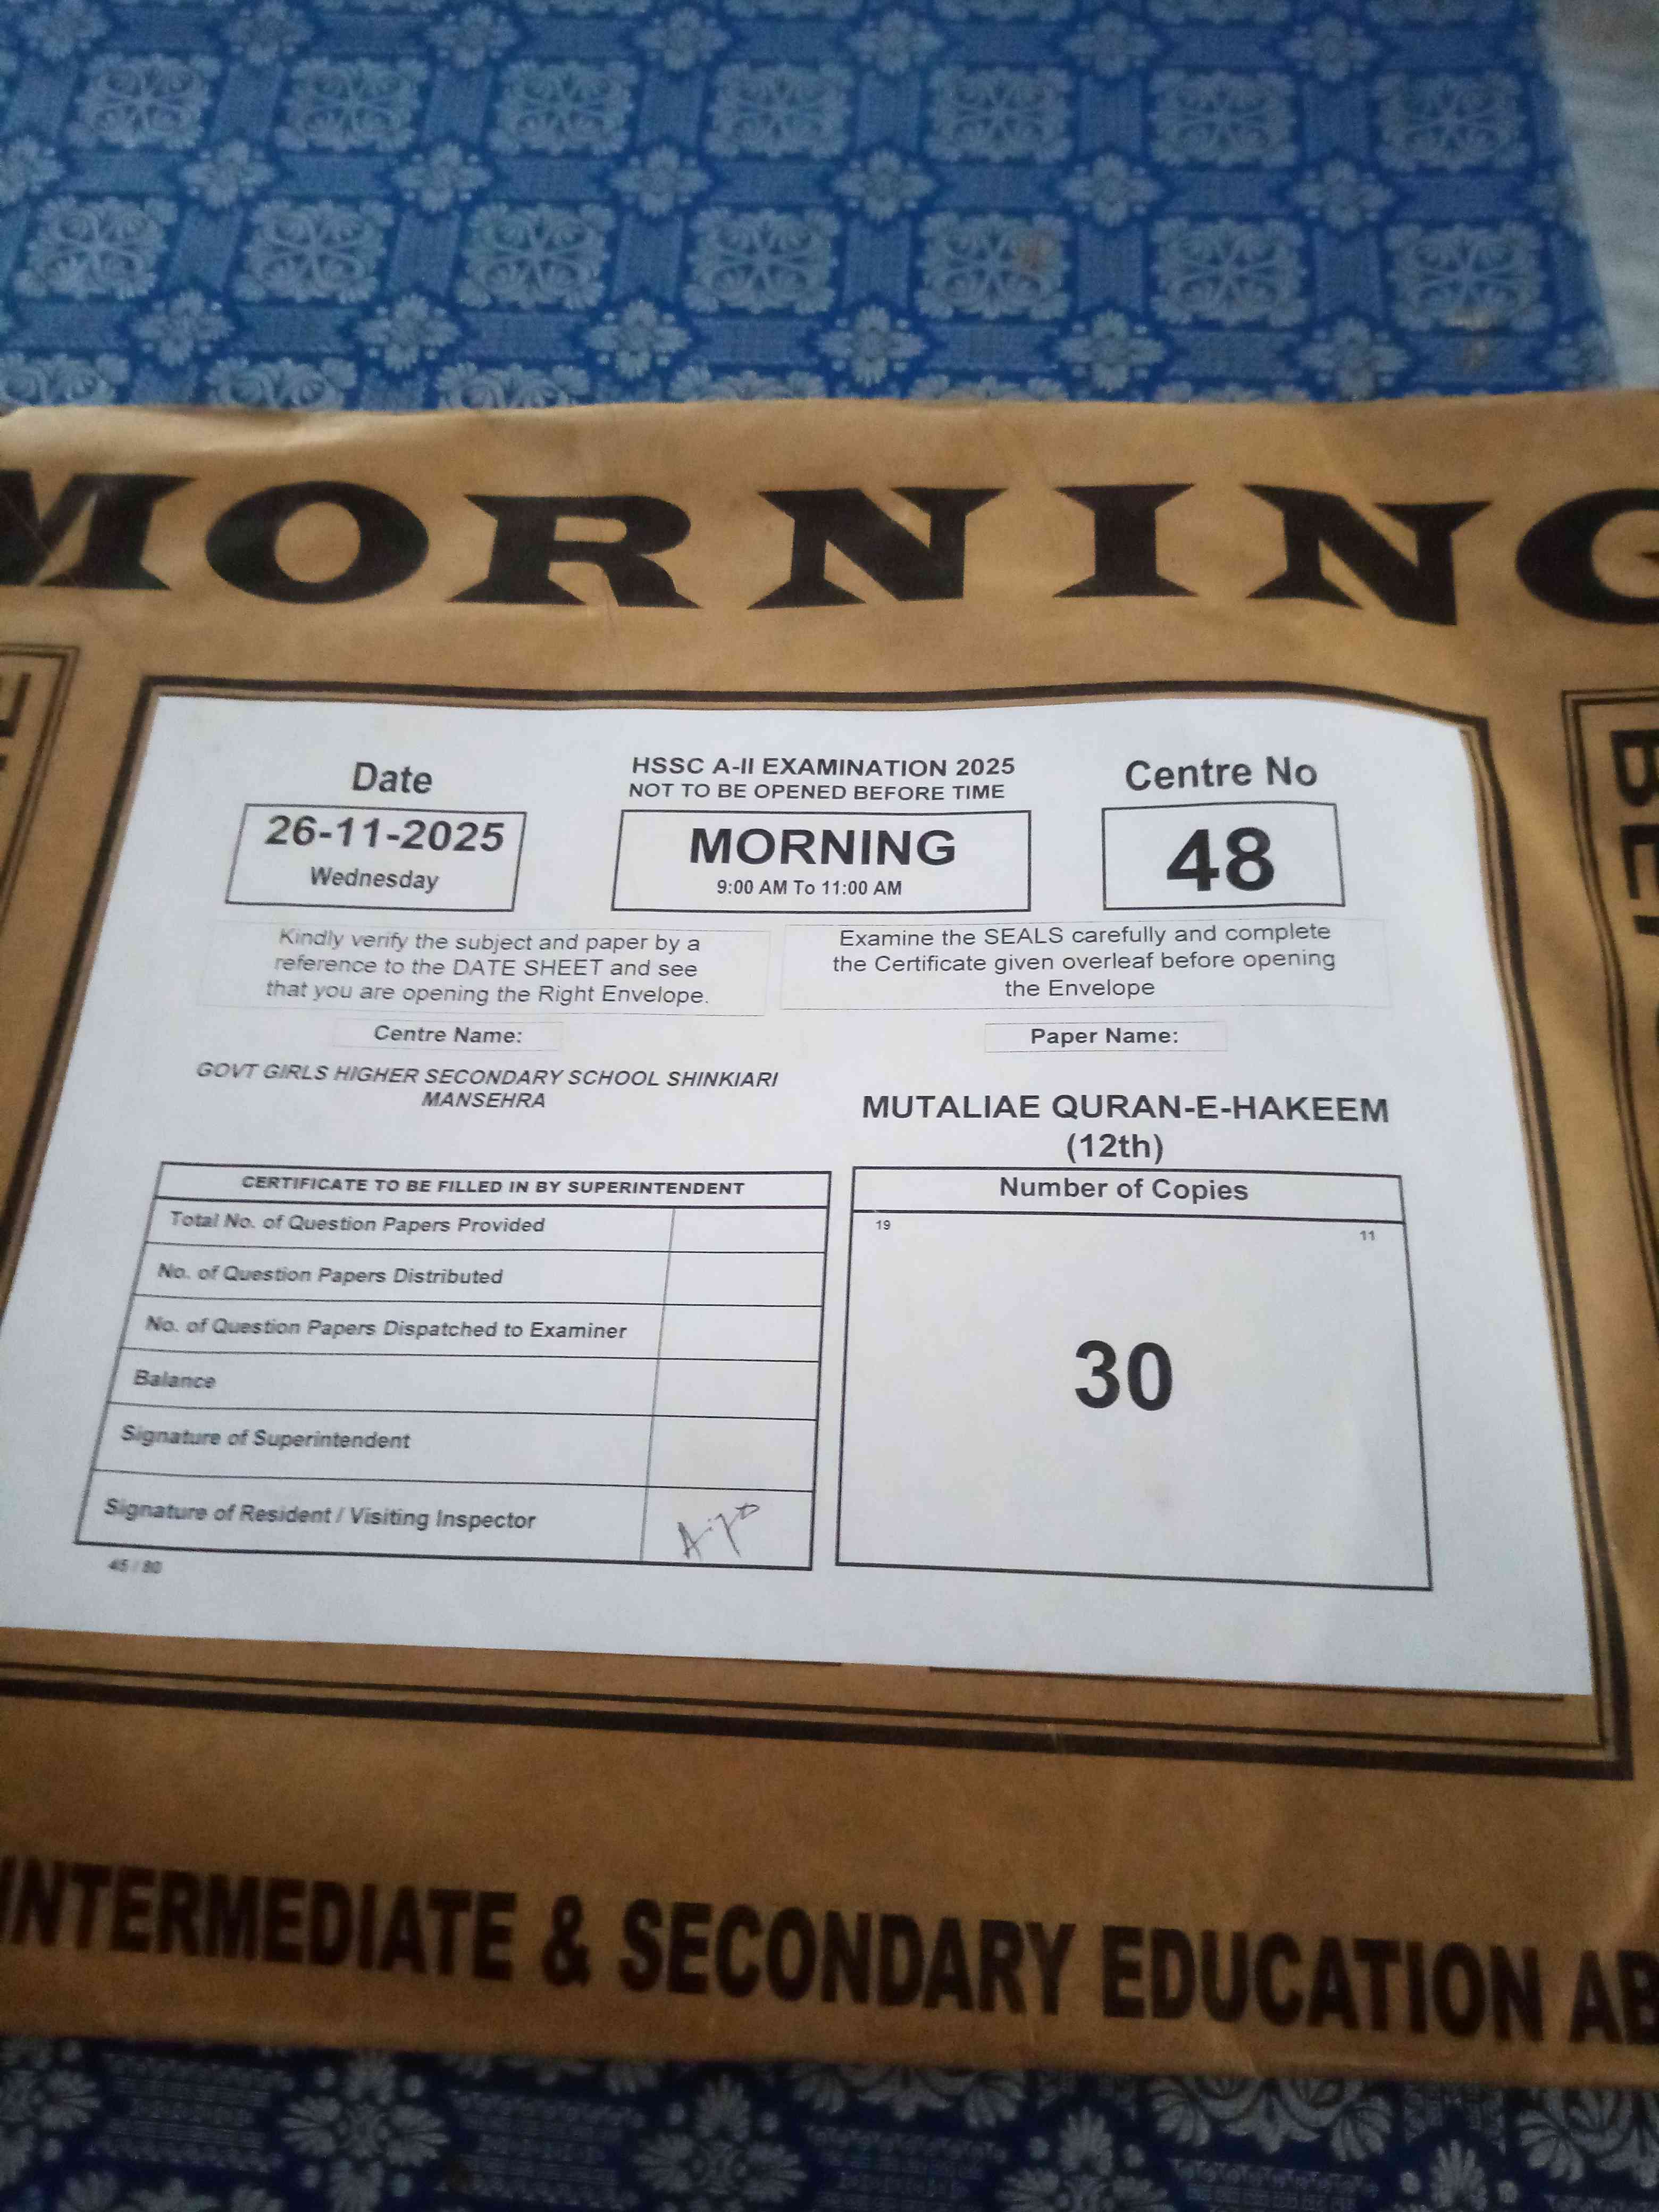 MORNING
Date
26-11-2025
Wednesday
HSSC A-II EXAMINATION 2025
NOT TO BE OPENED BEFORE TIME
MORNING
9:00 AM To 11:00 AM
Centre No
48
Kindly verify the subject and paper by a
reference to the DATE SHEET and see
that you are opening the Right Envelope.
Examine the SEALS carefully and complete
the Certificate given overleaf before opening
the Envelope
Centre Name:
GOVT GIRLS HIGHER SECONDARY SCHOOL SHINKIARI
MANSEHRA
Paper Name:
MUTALIAE QURAN-E-HAKEEM
(12th)
CERTIFICATE TO BE FILLED IN BY SUPERINTENDENT
Total No. of Question Papers Provided
No. of Question Papers Distributed
No. of Question Papers Dispatched to Examiner
Balance
Signature of Superintendent
Signature of Resident / Visiting Inspector
45 / 80
Number of Copies
19 11
30
INTERMEDIATE & SECONDARY EDUCATION AB